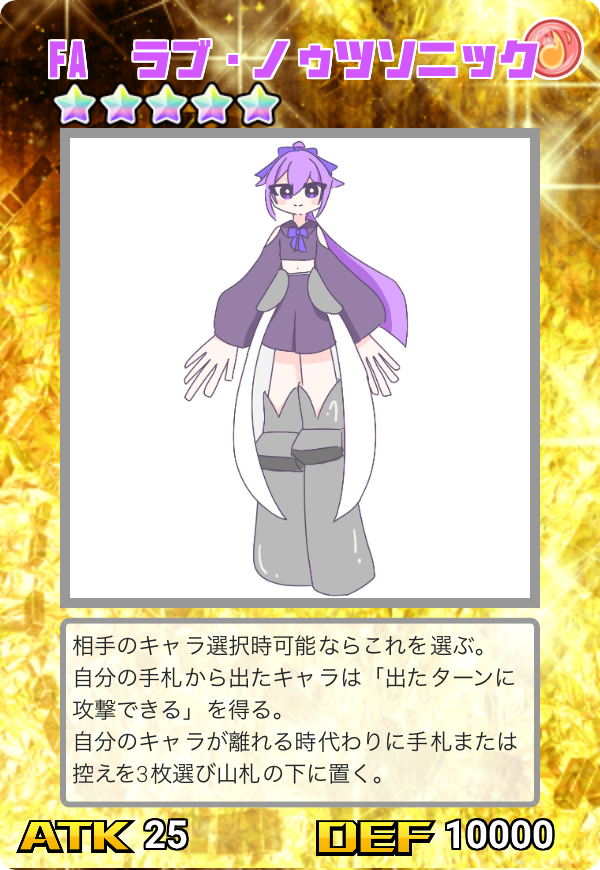 FA ラブ・ノゥツソニック
相手のキャラ選択時可能ならこれを選ぶ。
自分の手札から出たキャラは「出たターンに
攻撃できる」を得る。
自分のキャラが離れる時代わりに手札または
控えを3枚選び山札の下に置く。
ATK 25 DEF 10000